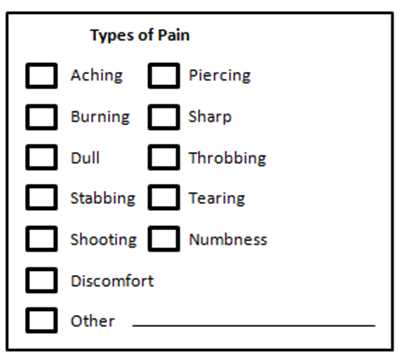 Types of Pain
Aching Piercing
Burning Sharp
Dull Throbbing
Stabbing Tearing
Shooting Numbness
Discomfort
Other